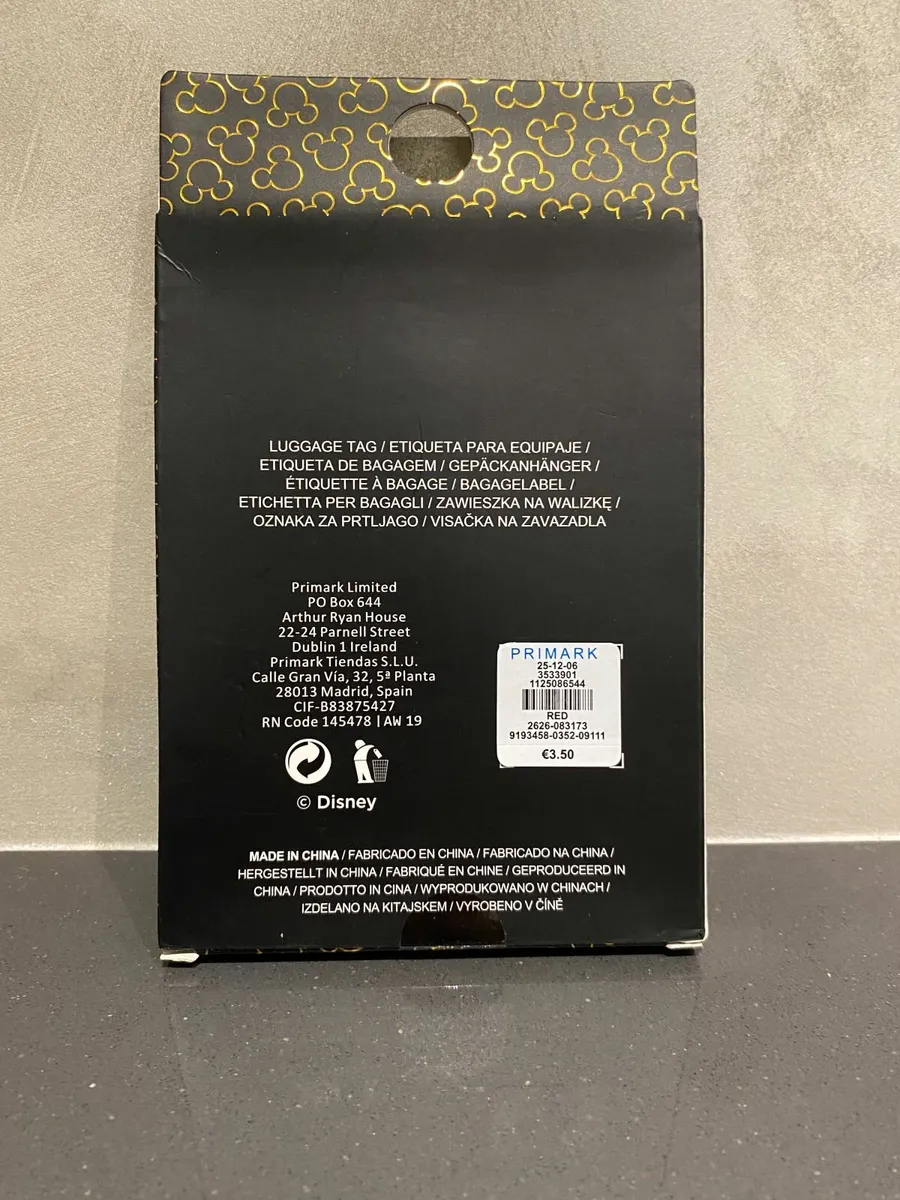 LUGGAGE TAG / ETIQUETA PARA EQUIPAJE /
ETIQUETA DE BAGAGEM / GEPÄCKANHÄNGER /
ÉTIQUETTE À BAGAGE / BAGAGELABEL /
ETICHETTA PER BAGAGLI / ZAWIESZKA NA WALIZKĘ /
OZNAKA ZA PRTLJAGO / VISAČKA NA ZAVAZADLA
Primark Limited
PO Box 644
Arthur Ryan House
22-24 Parnell Street
Dublin 1 Ireland
Primark Tiendas S.L.U.
Calle Gran Vía, 32, 5ª Planta
28013 Madrid, Spain
CIF-B83875427
RN Code 145478 | AW 19
© Disney
PRIMARK
25-12-06
3533901
1125086544
RED
2626-083173
9193458-0352-09111
€3.50
MADE IN CHINA / FABRICADO EN CHINA / FABRICADO NA CHINA /
HERGESTELLT IN CHINA / FABRIQUÉ EN CHINE / GEPRODUCEERD IN
CHINA / PRODOTTO IN CINA / WYPRODUKOWANO W CHINACH /
IZDELANO NA KITAJSKEM / VYROBENO V ČÍNĚ